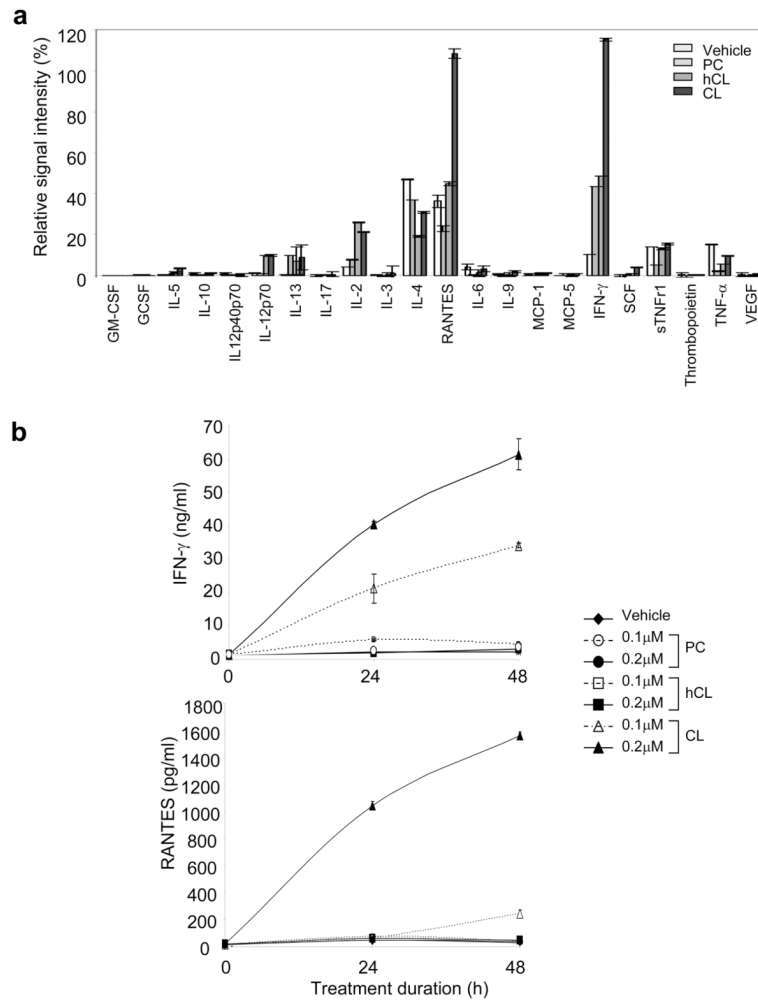 a
Relative signal intensity (%)
120
80
60
40
20
0
Vehicle
PC
hCL
CL
GM-CSF
GCSF
IL-5
IL-10
IL12p40p70
IL-12p70
IL-13
IL-17
IL-2
IL-3
IL-4
RANTES
IL-6
IL-9
MCP-1
MCP-5
IFN-γ
SCF
sTNFr1
Thrombopoietin
TNF-α
VEGF
b
IFN-γ (ng/ml)
70
60
50
40
30
20
10
0
0 24 48
Vehicle
0.1μM
0.2μM
PC
0.1μM
0.2μM
hCL
0.1μM
0.2μM
CL
RANTES (pg/ml)
1800
1600
1400
1200
1000
800
600
400
200
0
0 24 48
Treatment duration (h)